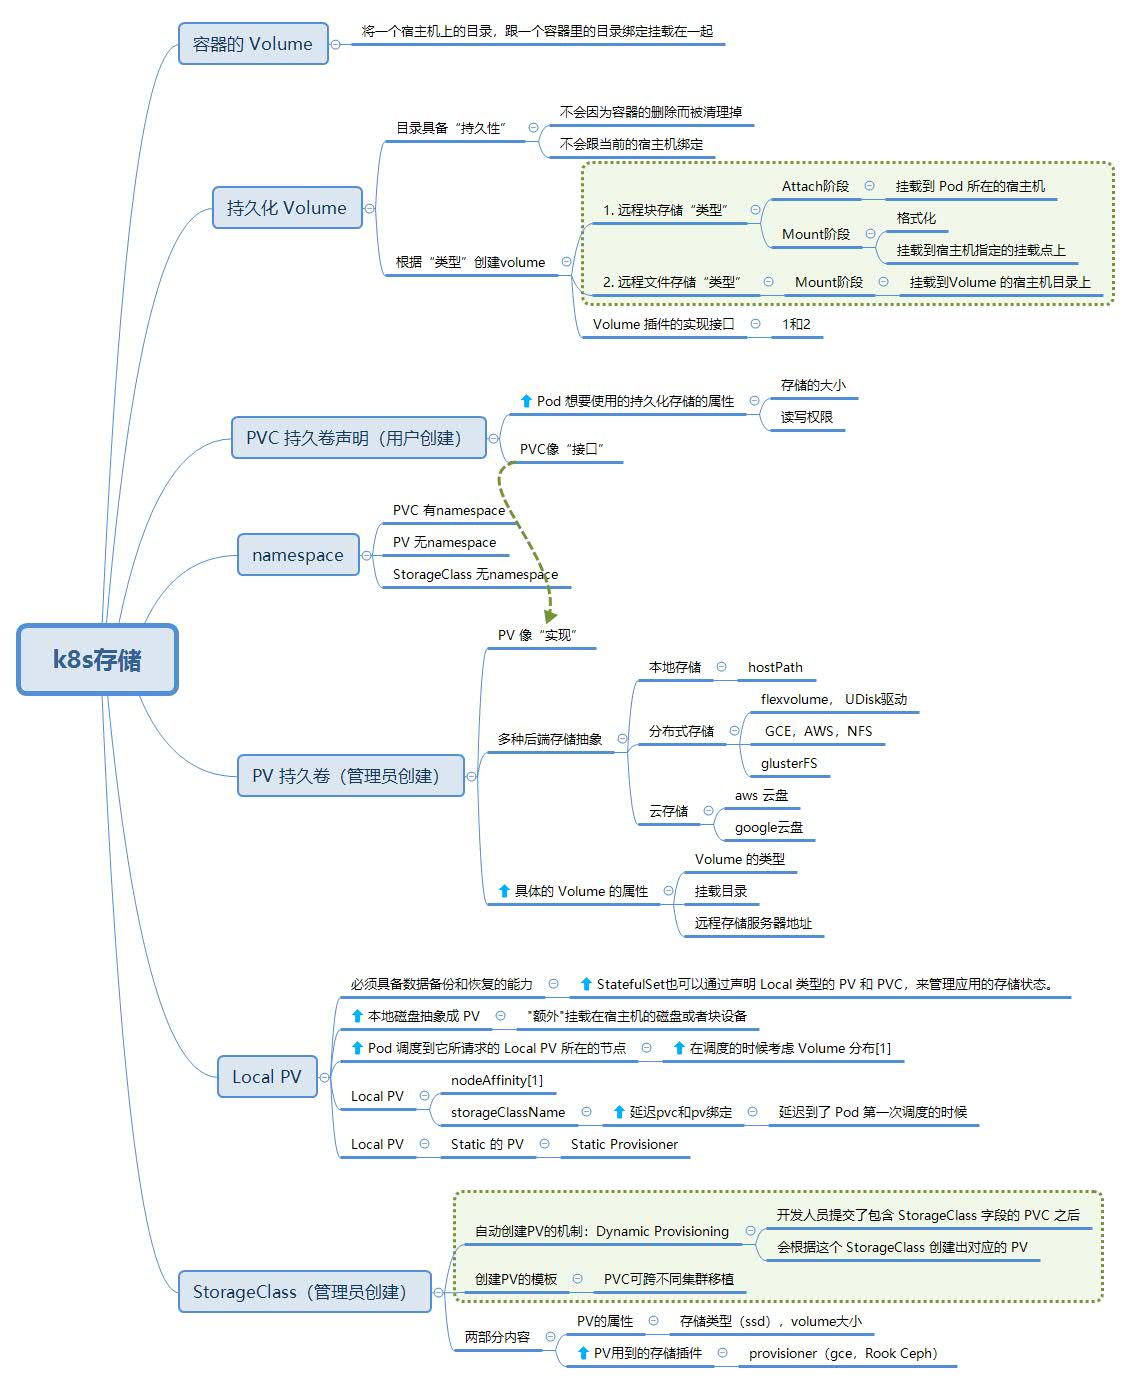 容器的 Volume
将一个宿主机上的目录，跟一个容器里的目录绑定挂载在一起
持久化 Volume
目录具备“持久性”
不会因为容器的删除而被清理掉
不会跟当前的宿主机绑定
根据“类型”创建volume
1. 远程块存储“类型”
Attach阶段
挂载到 Pod 所在的宿主机
Mount阶段
格式化
挂载到宿主机指定的挂载点上
2. 远程文件存储“类型”
Mount阶段
挂载到Volume 的宿主机目录上
Volume 插件的实现接口
1和2
PVC 持久卷声明（用户创建）
Pod 想要使用的持久化存储的属性
存储的大小
读写权限
PVC像“接口”
namespace
PVC 有namespace
PV 无namespace
StorageClass 无namespace
k8s存储
PV 持久卷（管理员创建）
PV 像“实现”
多种后端存储抽象
本地存储
hostPath
分布式存储
flexvolume， UDisk驱动
GCE，AWS，NFS
glusterFS
云存储
aws 云盘
google云盘
具体的 Volume 的属性
Volume 的类型
挂载目录
远程存储服务器地址
Local PV
必须具备数据备份和恢复的能力
StatefulSet也可以通过声明 Local 类型的 PV 和 PVC，来管理应用的存储状态。
本地磁盘抽象成 PV
"额外"挂载在宿主机的磁盘或者块设备
Pod 调度到它所请求的 Local PV 所在的节点
在调度的时候考虑 Volume 分布[1]
Local PV
nodeAffinity[1]
storageClassName
延迟pvc和pv绑定
延迟到了 Pod 第一次调度的时候
Local PV
Static 的 PV
Static Provisioner
StorageClass（管理员创建）
自动创建PV的机制：Dynamic Provisioning
开发人员提交了包含 StorageClass 字段的 PVC 之后
会根据这个 StorageClass 创建出对应的 PV
创建PV的模板
PVC可跨不同集群移植
两部分内容
PV的属性
存储类型（ssd），volume大小
PV用到的存储插件
provisioner（gce，Rook Ceph）